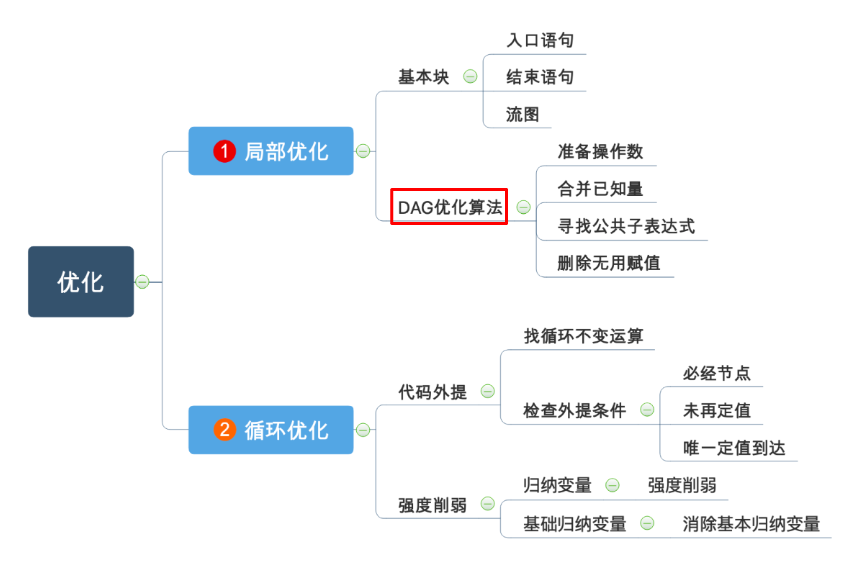 优化
1 局部优化
基本块
入口语句
结束语句
流图
DAG优化算法
准备操作数
合并已知量
寻找公共子表达式
删除无用赋值
2 循环优化
代码外提
找循环不变运算
检查外提条件
必经节点
未再定值
唯一定值到达
强度削弱
归纳变量
强度削弱
基础归纳变量
消除基本归纳变量